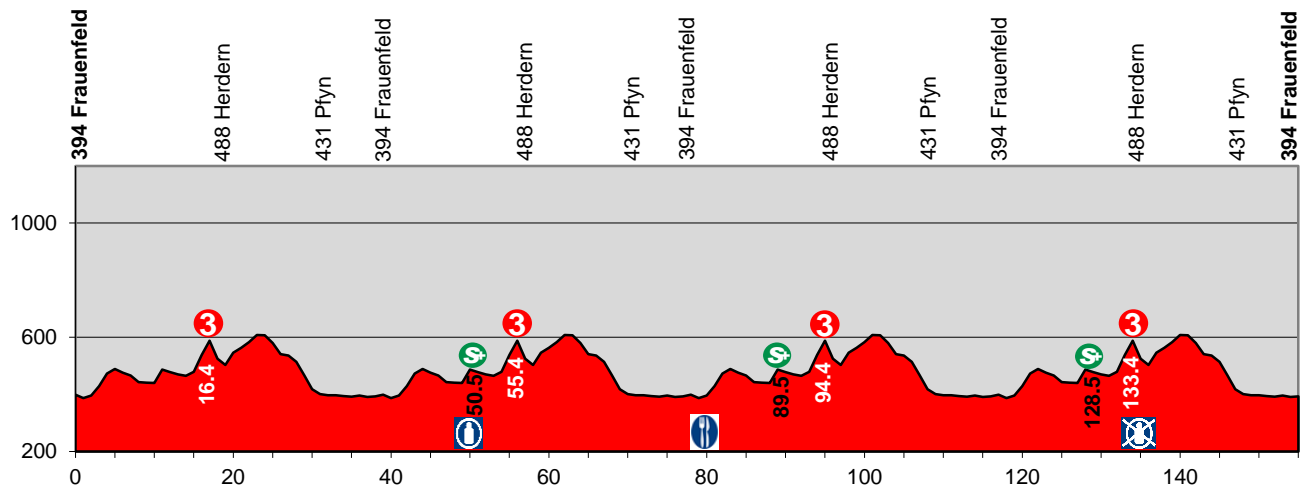 394 Frauenfeld
488 Herdern
431 Pfyn
394 Frauenfeld
488 Herdern
431 Pfyn
394 Frauenfeld
488 Herdern
431 Pfyn
394 Frauenfeld
488 Herdern
431 Pfyn
394 Frauenfeld
1000
600
200
3
3
3
3
S
S
S
16.4
50.5
55.4
89.5
94.4
128.5
133.4
0
20
40
60
80
100
120
140